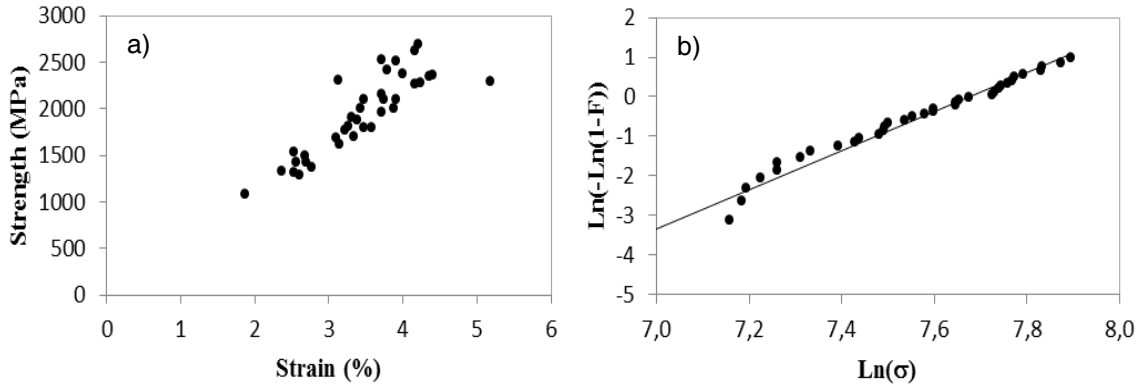 a)
Strength (MPa)
3000
2500
2000
1500
1000
500
0
0 1 2 3 4 5 6
Strain (%)
b)
Ln(-Ln(1-F))
2
1
0
-1
-2
-3
-4
-5
7,0 7,2 7,4 7,6 7,8 8,0
Ln(σ)